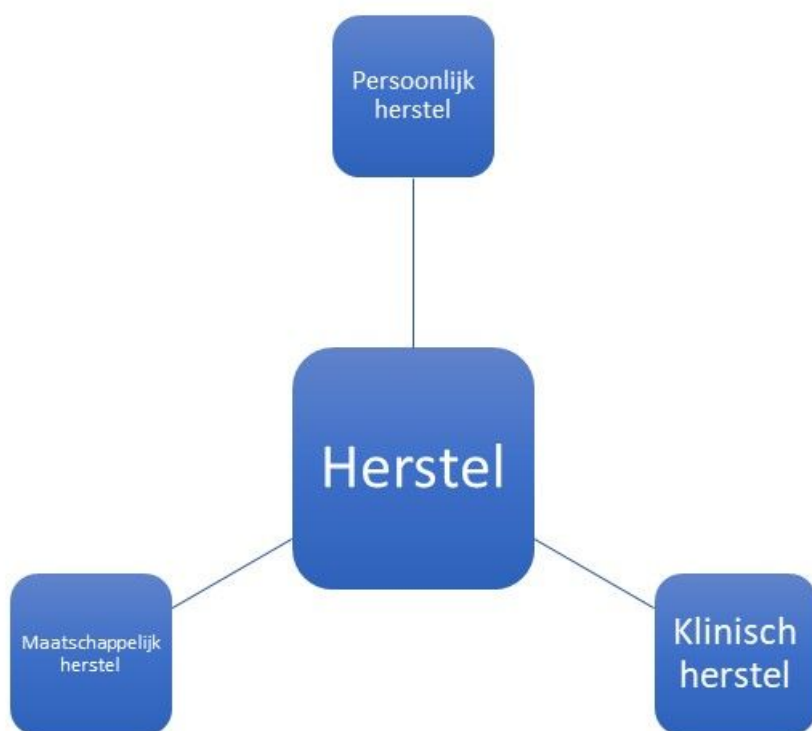 Persoonlijk
herstel
Herstel
Maatschappelijk
herstel
Klinisch
herstel